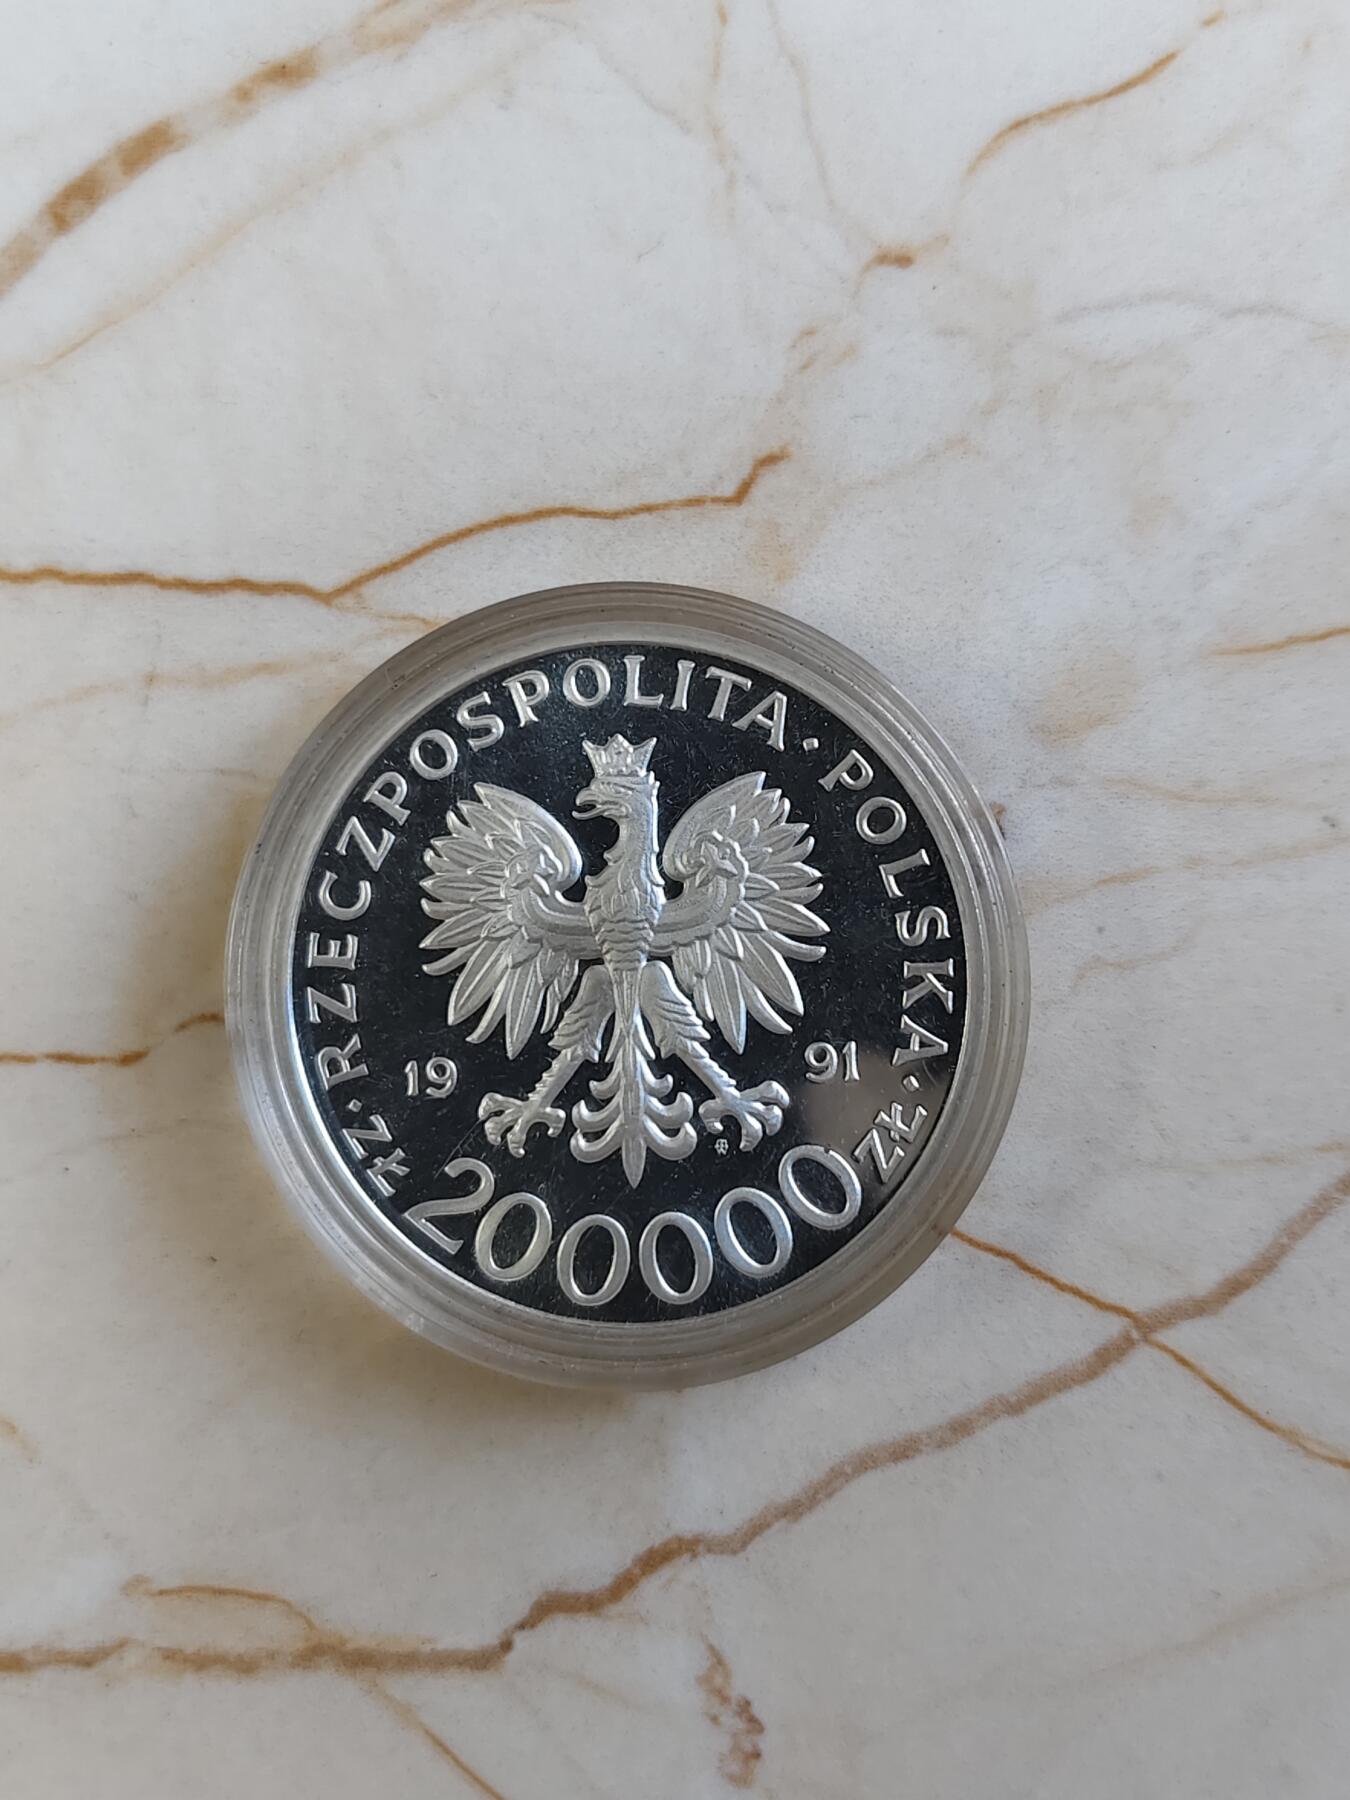 RZECZPOSPOLITA · POLSKA
19 91
ZŁ · 200000 · ZŁ